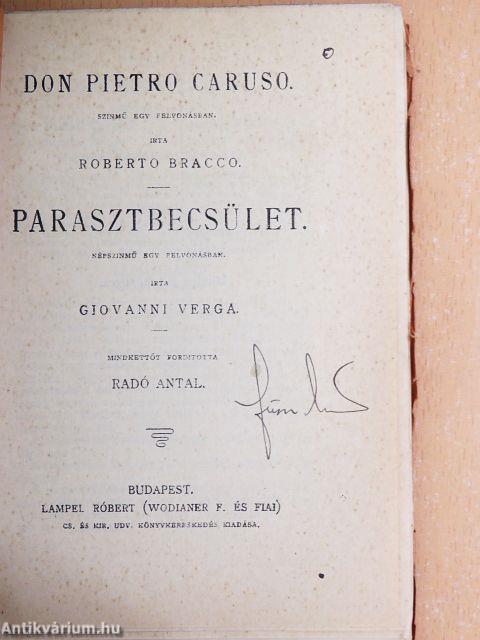 DON PIETRO CARUSO.
SZINMŰ EGY FELVONÁSBAN.
IRTA
ROBERTO BRACCO.
PARASZTBECSÜLET.
NÉPSZINMŰ EGY FELVONÁSBAN.
IRTA
GIOVANNI VERGA.
MINDKETTŐT FORDITOTTA
RADÓ ANTAL.
BUDAPEST.
LAMPEL RÓBERT (WODIANER F. ÉS FIAI)
CS. ÉS KIR. UDV. KÖNYVKERESKEDÉS KIADÁSA.
Antikvárium.hu